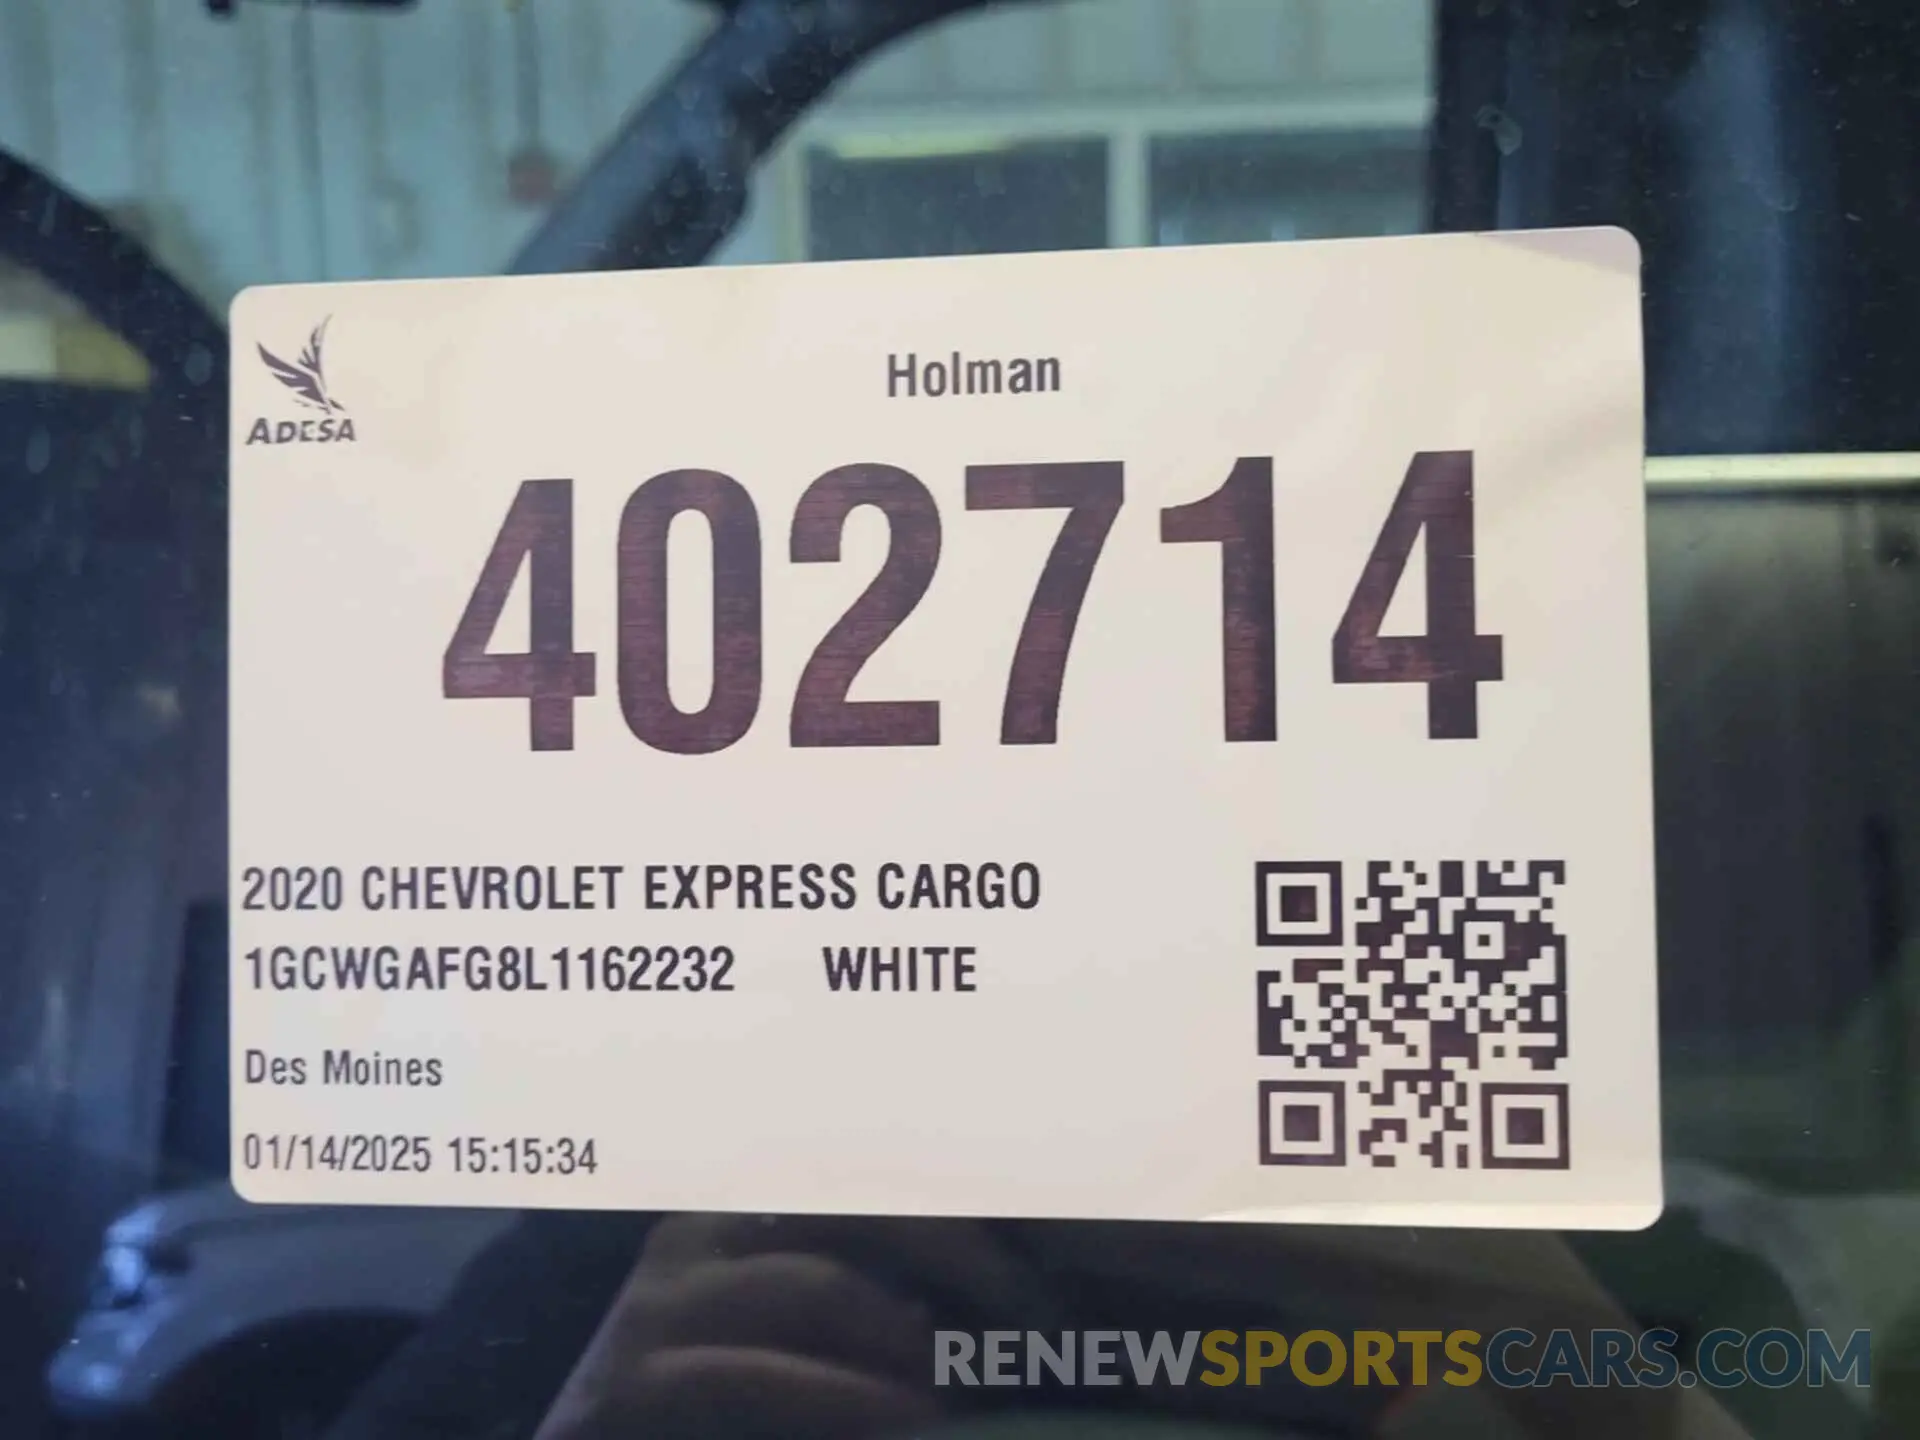 ADESA
Holman
402714
2020 CHEVROLET EXPRESS CARGO
1GCWGAFG8L1162232 WHITE
Des Moines
01/14/2025 15:15:34
RENEWSPORTSCARS.COM